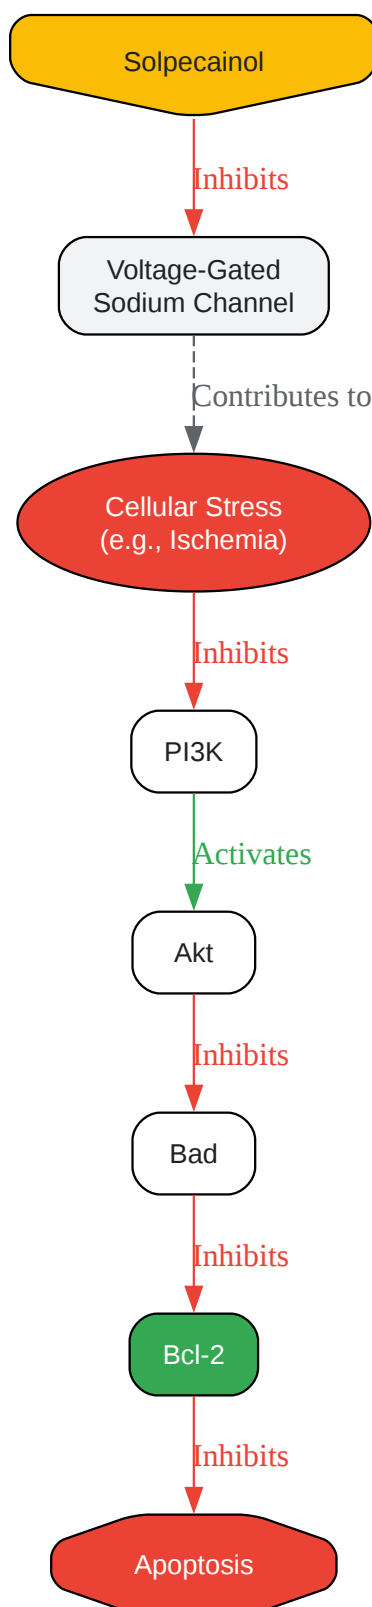 Solpecainol
Inhibits
Voltage-Gated
Sodium Channel
Contributes to
Cellular Stress
(e.g., Ischemia)
Inhibits
PI3K
Activates
Akt
Inhibits
Bad
Inhibits
Bcl-2
Inhibits
Apoptosis